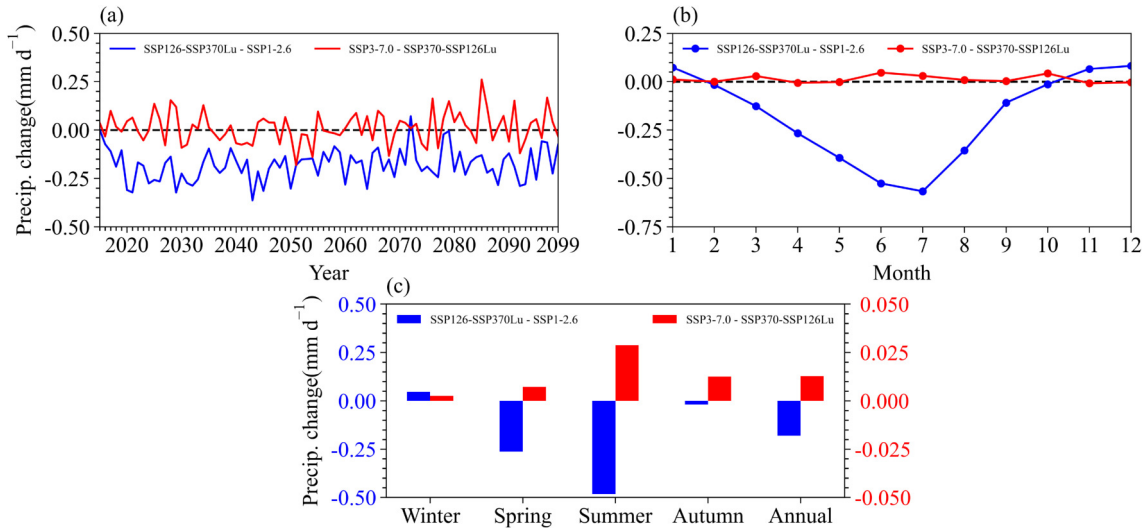 (a)
Precip. change(mm d⁻¹)
0.50
0.25
0.00
-0.25
-0.50
SSP126-SSP370Lu - SSP1-2.6
SSP3-7.0 - SSP370-SSP126Lu
2020 2030 2040 2050 2060 2070 2080 2090 2099
Year
(b)
0.25
0.00
-0.25
-0.50
-0.75
SSP126-SSP370Lu - SSP1-2.6
SSP3-7.0 - SSP370-SSP126Lu
1 2 3 4 5 6 7 8 9 10 11 12
Month
(c)
Precip. change(mm d⁻¹)
0.50
0.25
0.00
-0.25
-0.50
SSP126-SSP370Lu - SSP1-2.6
SSP3-7.0 - SSP370-SSP126Lu
0.050
0.025
0.000
-0.025
-0.050
Winter Spring Summer Autumn Annual